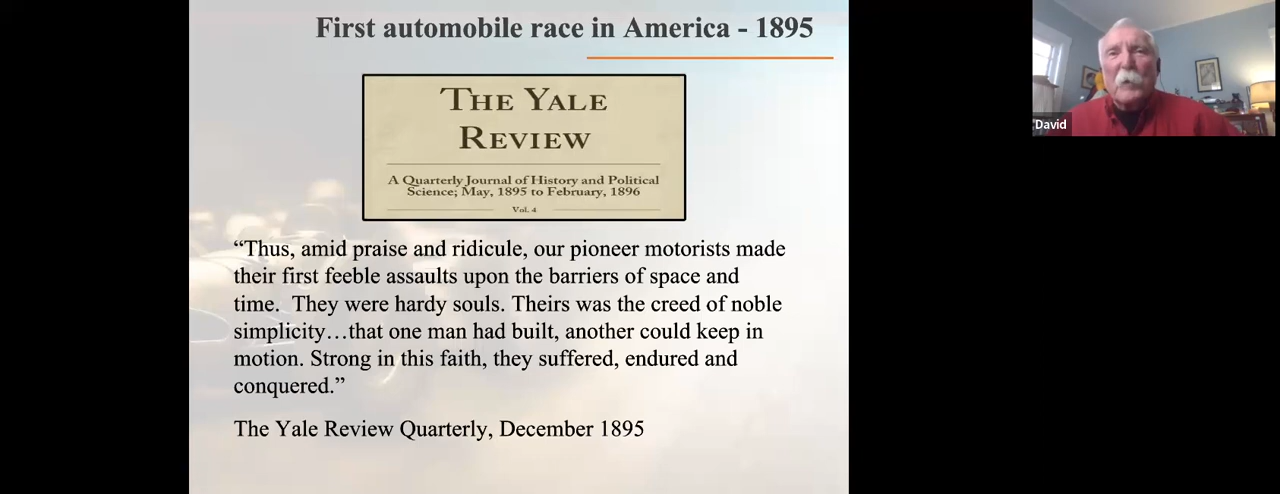 First automobile race in America - 1895
THE YALE
REVIEW
A Quarterly Journal of History and Political
Science; May, 1895 to February, 1896
Vol. 4
“Thus, amid praise and ridicule, our pioneer motorists made
their first feeble assaults upon the barriers of space and
time.  They were hardy souls. Theirs was the creed of noble
simplicity…that one man had built, another could keep in
motion. Strong in this faith, they suffered, endured and
conquered.”
The Yale Review Quarterly, December 1895
David